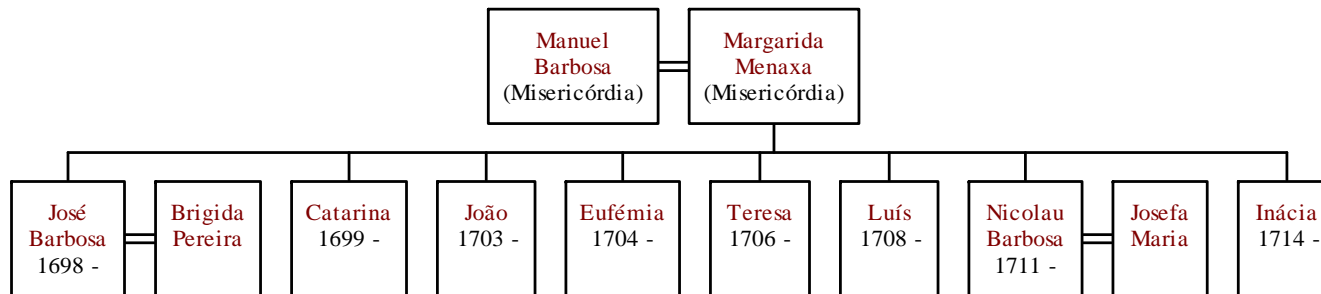 Manuel
Barbosa
(Misericórdia)
Margarida
Menaxa
(Misericórdia)
José
Barbosa
1698 -
Brigida
Pereira
Catarina
1699 -
João
1703 -
Eufémia
1704 -
Teresa
1706 -
Luís
1708 -
Nicolau
Barbosa
1711 -
Josefa
Maria
Inácia
1714 -